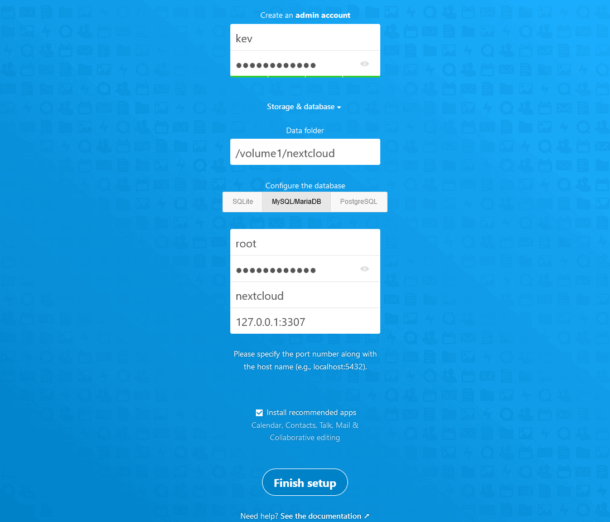 Create an admin account
kev
●●●●●●●●●●●●
Storage & database
Data folder
/volume1/nextcloud
Configure the database
SQLite MySQL/MariaDB PostgreSQL
root
●●●●●●●●●●●●
nextcloud
127.0.0.1:3307
Please specify the port number along with
the host name (e.g., localhost:5432).
Install recommended apps
Calendar, Contacts, Talk, Mail &
Collaborative editing
Finish setup
Need help? See the documentation ↗